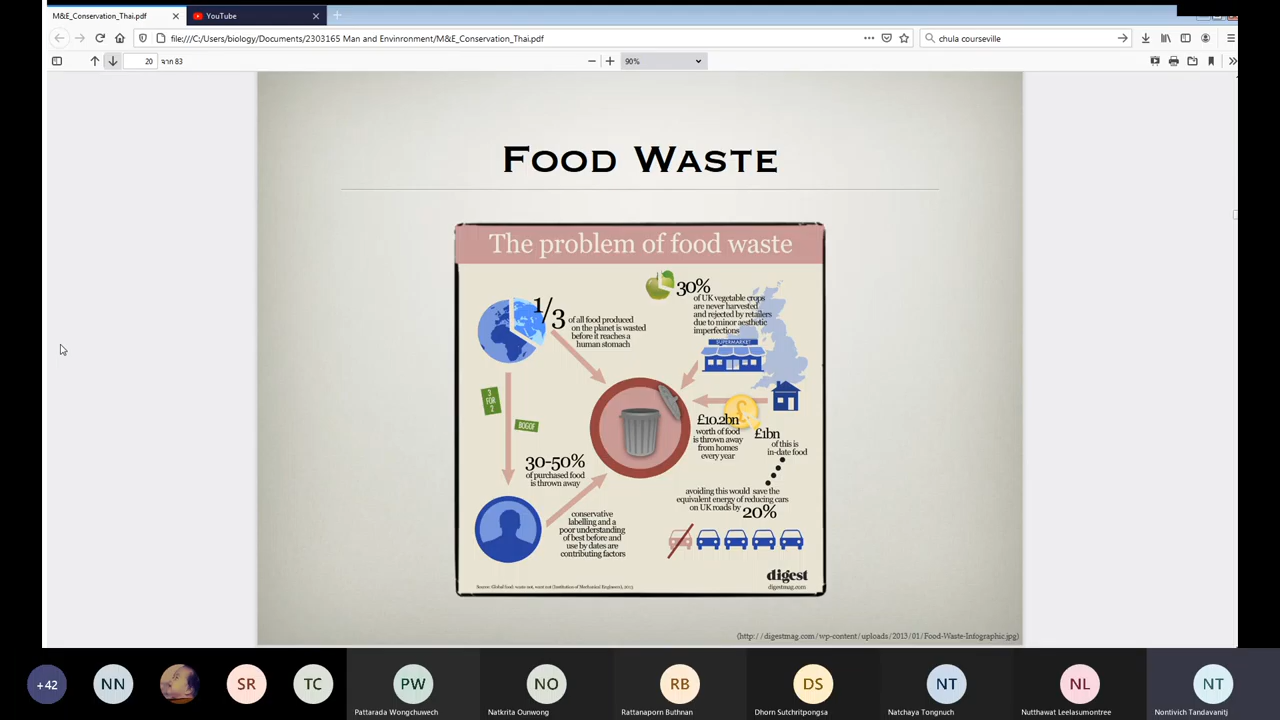 M&E_Conservation_Thai.pdf
YouTube
file:///C:/Users/biology/Documents/2303165 Man and Envinronment/M&E_Conservation_Thai.pdf
chula courseville
20
จาก 83
90%
FOOD WASTE
The problem of food waste
1/3
of all food produced
on the planet is wasted
before it reaches a
human stomach
30%
of UK vegetable crops
are never harvested
and rejected by retailers
due to minor aesthetic
imperfections
SUPERMARKET
3
FOR
2
BOGOF
30-50%
of purchased food
is thrown away
£10.2bn
worth of food
is thrown away
from homes
every year
£
£1bn
of this is
in-date food
avoiding this would save the
equivalent energy of reducing cars
on UK roads by 20%
conservative
labelling and a
poor understanding
of best before and
use by dates are
contributing factors
digest
digestmag.com
Source: Global food: waste not, want not (Institution of Mechanical Engineers), 2013
(http://digestmag.com/wp-content/uploads/2013/01/Food-Waste-Infographic.jpg)
+42
NN
SR
TC
PW
Pattarada Wongchuwech
NO
Natkrita Ounwong
RB
Rattanaporn Buthnan
DS
Dhorn Sutchritpongsa
NT
Natchaya Tongnuch
NL
Nutthawat Leelasumontree
NT
Nontivich Tandavanitj